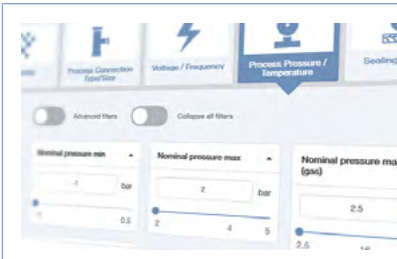 Process Connection
Type/Size
Voltage / Frequency
Process Pressure /
Temperature
Sealing
Advanced filters
Collapse all filters
Nominal pressure min
-1
bar
-1
0.5
Nominal pressure max
2
bar
2
4
5
Nominal pressure ma
(gas)
2.5
2.5